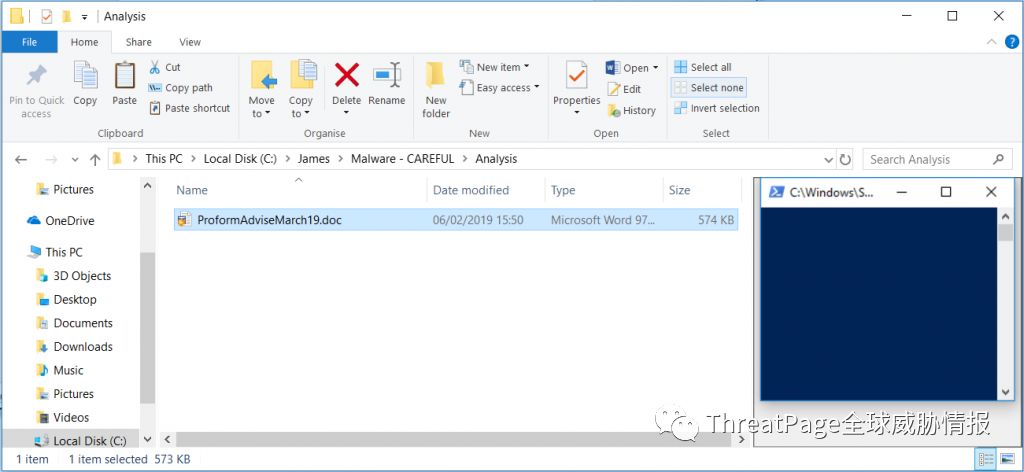 Analysis
File Home Share View
Pin to Quick access
Copy
Paste
Cut
Copy path
Paste shortcut
Clipboard
Move to
Copy To
Delete
Rename
Organise
New folder
New item
Easy access
New
Properties
Open
Edit
History
Open
Select all
Select none
Invert selection
Select
This PC > Local Disk (C:) > James > Malware - CAREFUL > Analysis
Search Analysis
Pictures
OneDrive
This PC
3D Objects
Desktop
Documents
Downloads
Music
Pictures
Videos
Local Disk (C:)
Name Date modified Type Size
ProformAdviseMarch19.doc 06/02/2019 15:50 Microsoft Word 97... 574 KB
C:\Windows\S...
ThreatPage全球威胁情报
1 item 1 item selected 573 KB